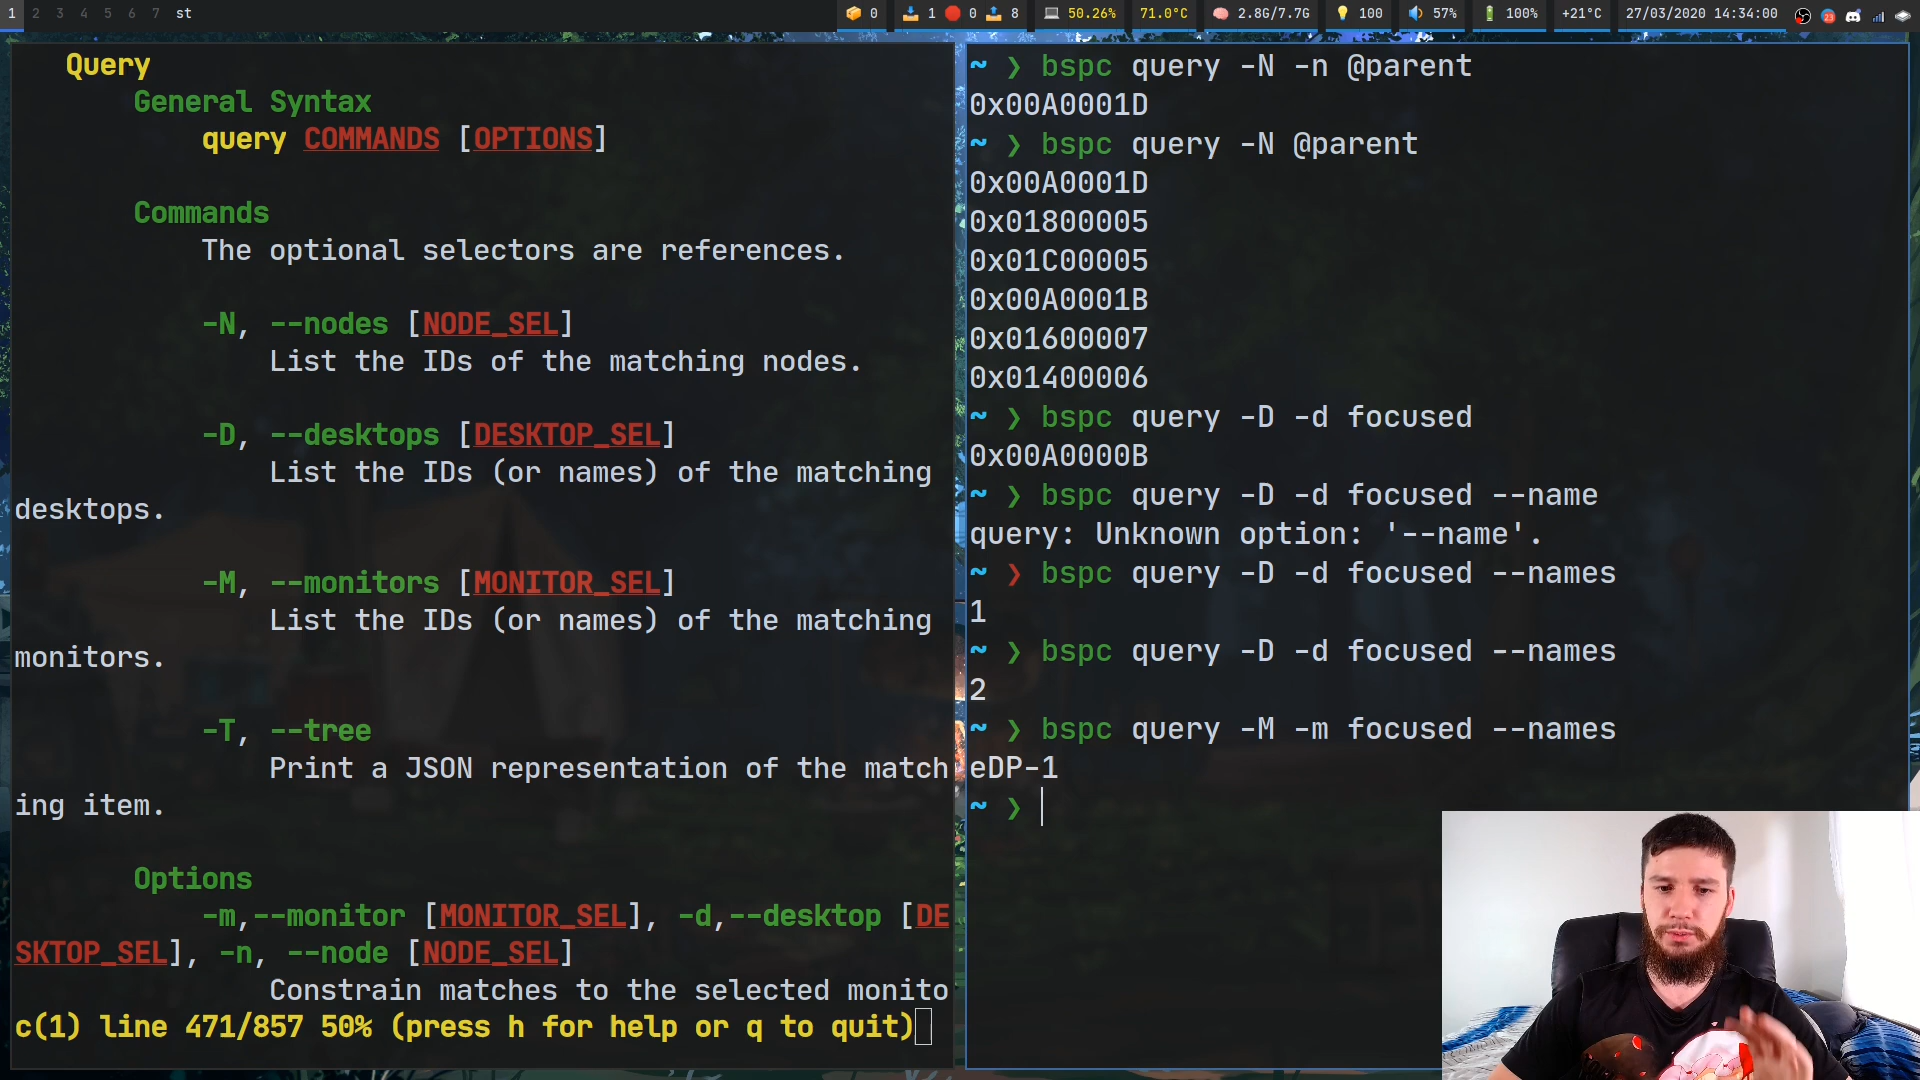 1 2 3 4 5 6 7 st
0 1 0 8 50.26% 71.0°C 2.8G/7.7G 100 57% 100% +21°C 27/03/2020 14:34:00 23
Query
General Syntax
query COMMANDS [OPTIONS]
Commands
The optional selectors are references.
-N, --nodes [NODE_SEL]
List the IDs of the matching nodes.
-D, --desktops [DESKTOP_SEL]
List the IDs (or names) of the matching
desktops.
-M, --monitors [MONITOR_SEL]
List the IDs (or names) of the matching
monitors.
-T, --tree
Print a JSON representation of the match
ing item.
Options
-m,--monitor [MONITOR_SEL], -d,--desktop [DE
SKTOP_SEL], -n, --node [NODE_SEL]
Constrain matches to the selected monito
c(1) line 471/857 50% (press h for help or q to quit)
~ ❯ bspc query -N -n @parent
0x00A0001D
~ ❯ bspc query -N @parent
0x00A0001D
0x01800005
0x01C00005
0x00A0001B
0x01600007
0x01400006
~ ❯ bspc query -D -d focused
0x00A0000B
~ ❯ bspc query -D -d focused --name
query: Unknown option: '--name'.
~ ❯ bspc query -D -d focused --names
1
~ ❯ bspc query -D -d focused --names
2
~ ❯ bspc query -M -m focused --names
eDP-1
~ ❯